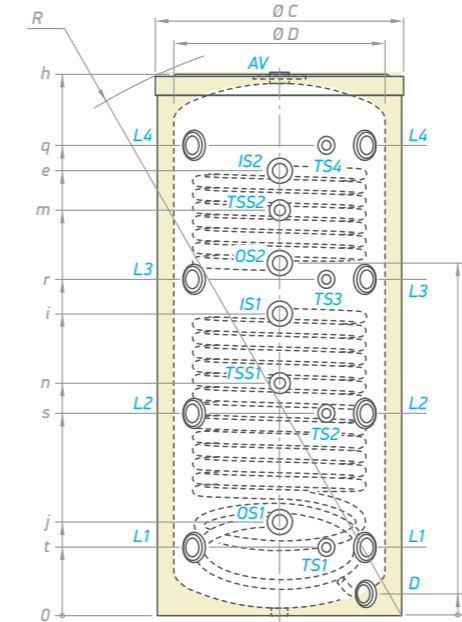 Ø C
R
Ø D
AV
h
L4
L4
q
IS2
TS4
e
TSS2
m
OS2
L3
r
TS3
L3
IS1
i
TSS1
n
L2
L2
s
TS2
OS1
j
L1
L1
t
TS1
D
0